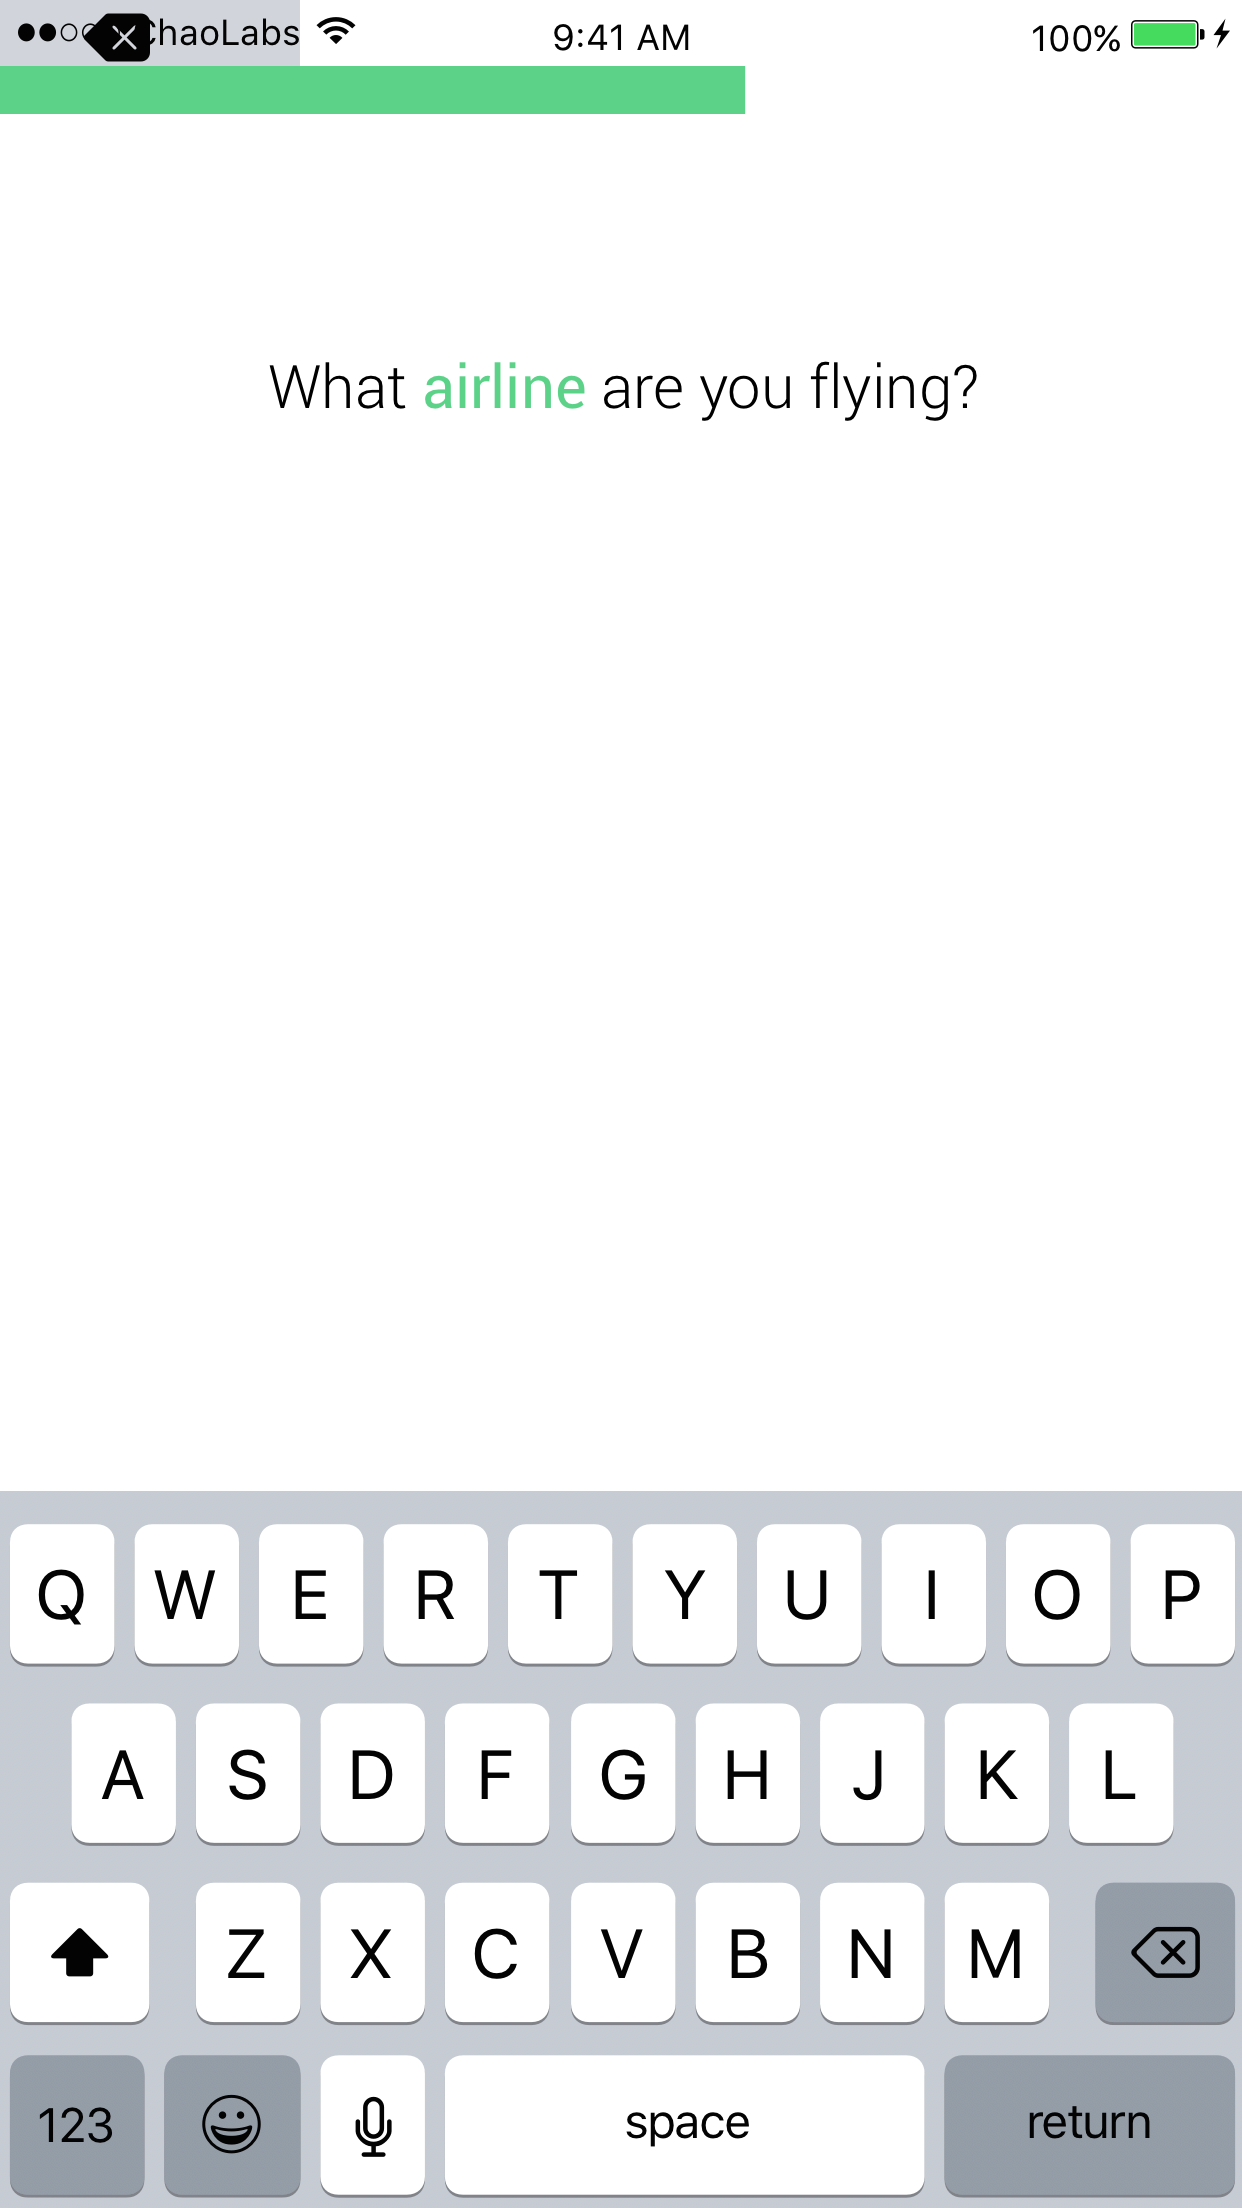 ChaoLabs 9:41 AM 100%
What airline are you flying?
Q W E R T Y U I O P
A S D F G H J K L
Z X C V B N M
123 space return